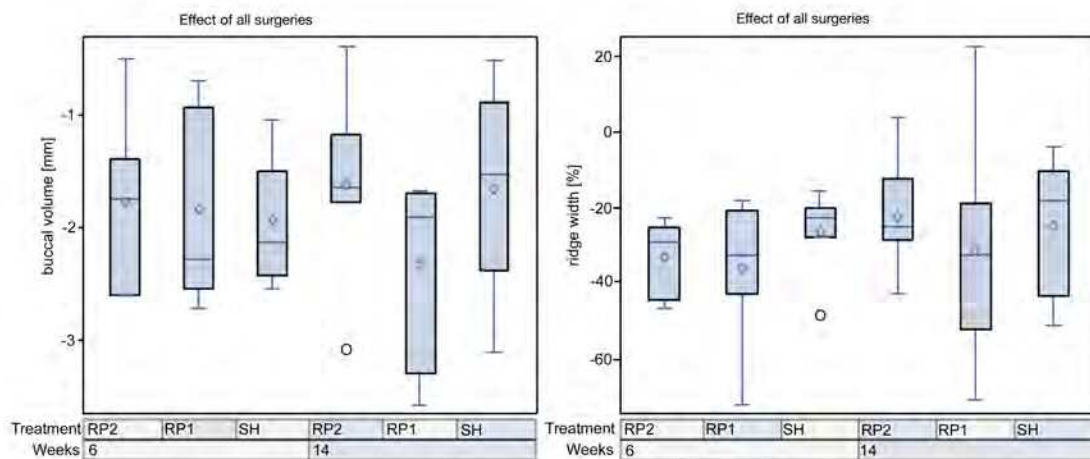 Effect of all surgeries
buccal volume [mm]
-1
-2
-3
Treatment RP2 RP1 SH RP2 RP1 SH
Weeks 6 14
Effect of all surgeries
ridge width [%]
20
0
-20
-40
-60
Treatment RP2 RP1 SH RP2 RP1 SH
Weeks 6 14